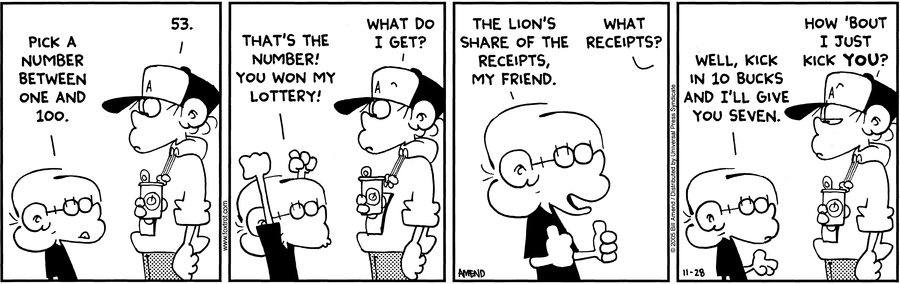 PICK A
NUMBER
BETWEEN
ONE AND
100.
53.
A
THAT'S THE
NUMBER!
YOU WON MY
LOTTERY!
WHAT DO
I GET?
A
www.foxtrot.com
THE LION'S
SHARE OF THE
RECEIPTS,
MY FRIEND.
WHAT
RECEIPTS?
AMEND
© 2005 Bill Amend / Distributed by Universal Press Syndicate
WELL, KICK
IN 10 BUCKS
AND I'LL GIVE
YOU SEVEN.
HOW 'BOUT
I JUST
KICK YOU?
A
11-28